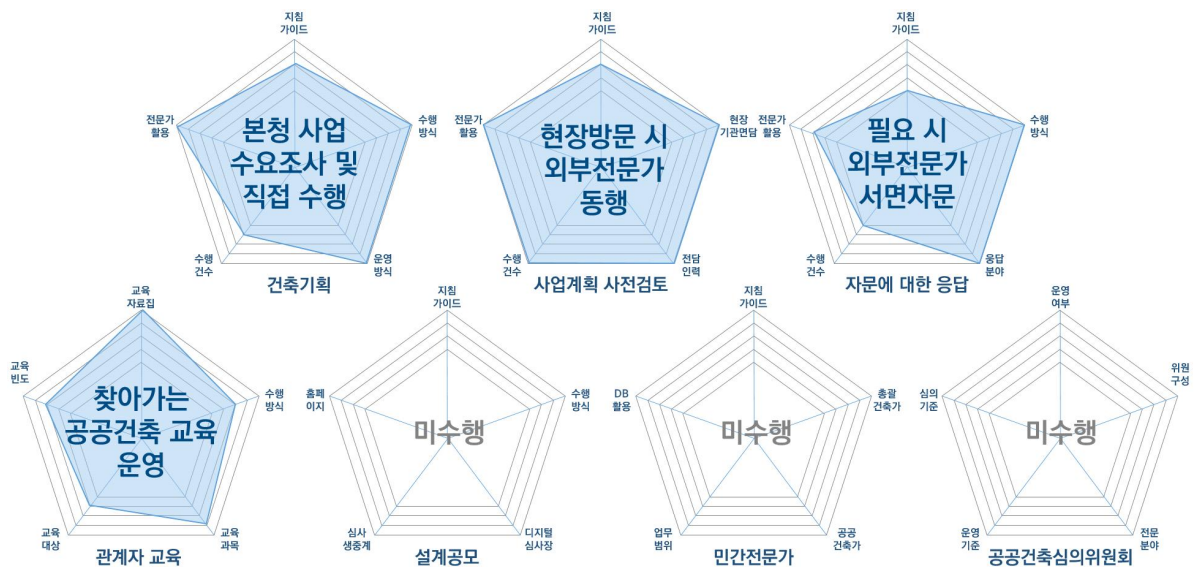 지침
가이드
전문가
활용
수행
방식
본청 사업
수요조사 및
직접 수행
수행
건수
운영
방식
건축기획
지침
가이드
전문가
활용
현장
기관면담
현장방문 시
외부전문가
동행
수행
건수
전담
인력
사업계획 사전검토
지침
가이드
전문가
활용
수행
방식
필요 시
외부전문가
서면자문
수행
건수
응답
분야
자문에 대한 응답
교육
자료집
교육
빈도
수행
방식
찾아가는
공공건축 교육
운영
교육
대상
교육
과목
관계자 교육
지침
가이드
홈페
이지
수행
방식
미수행
심사
생중계
디지털
심사장
설계공모
지침
가이드
DB
활용
총괄
건축가
미수행
업무
범위
공공
건축가
민간전문가
운영
여부
심의
기준
위원
구성
미수행
운영
기준
전문
분야
공공건축심의위원회